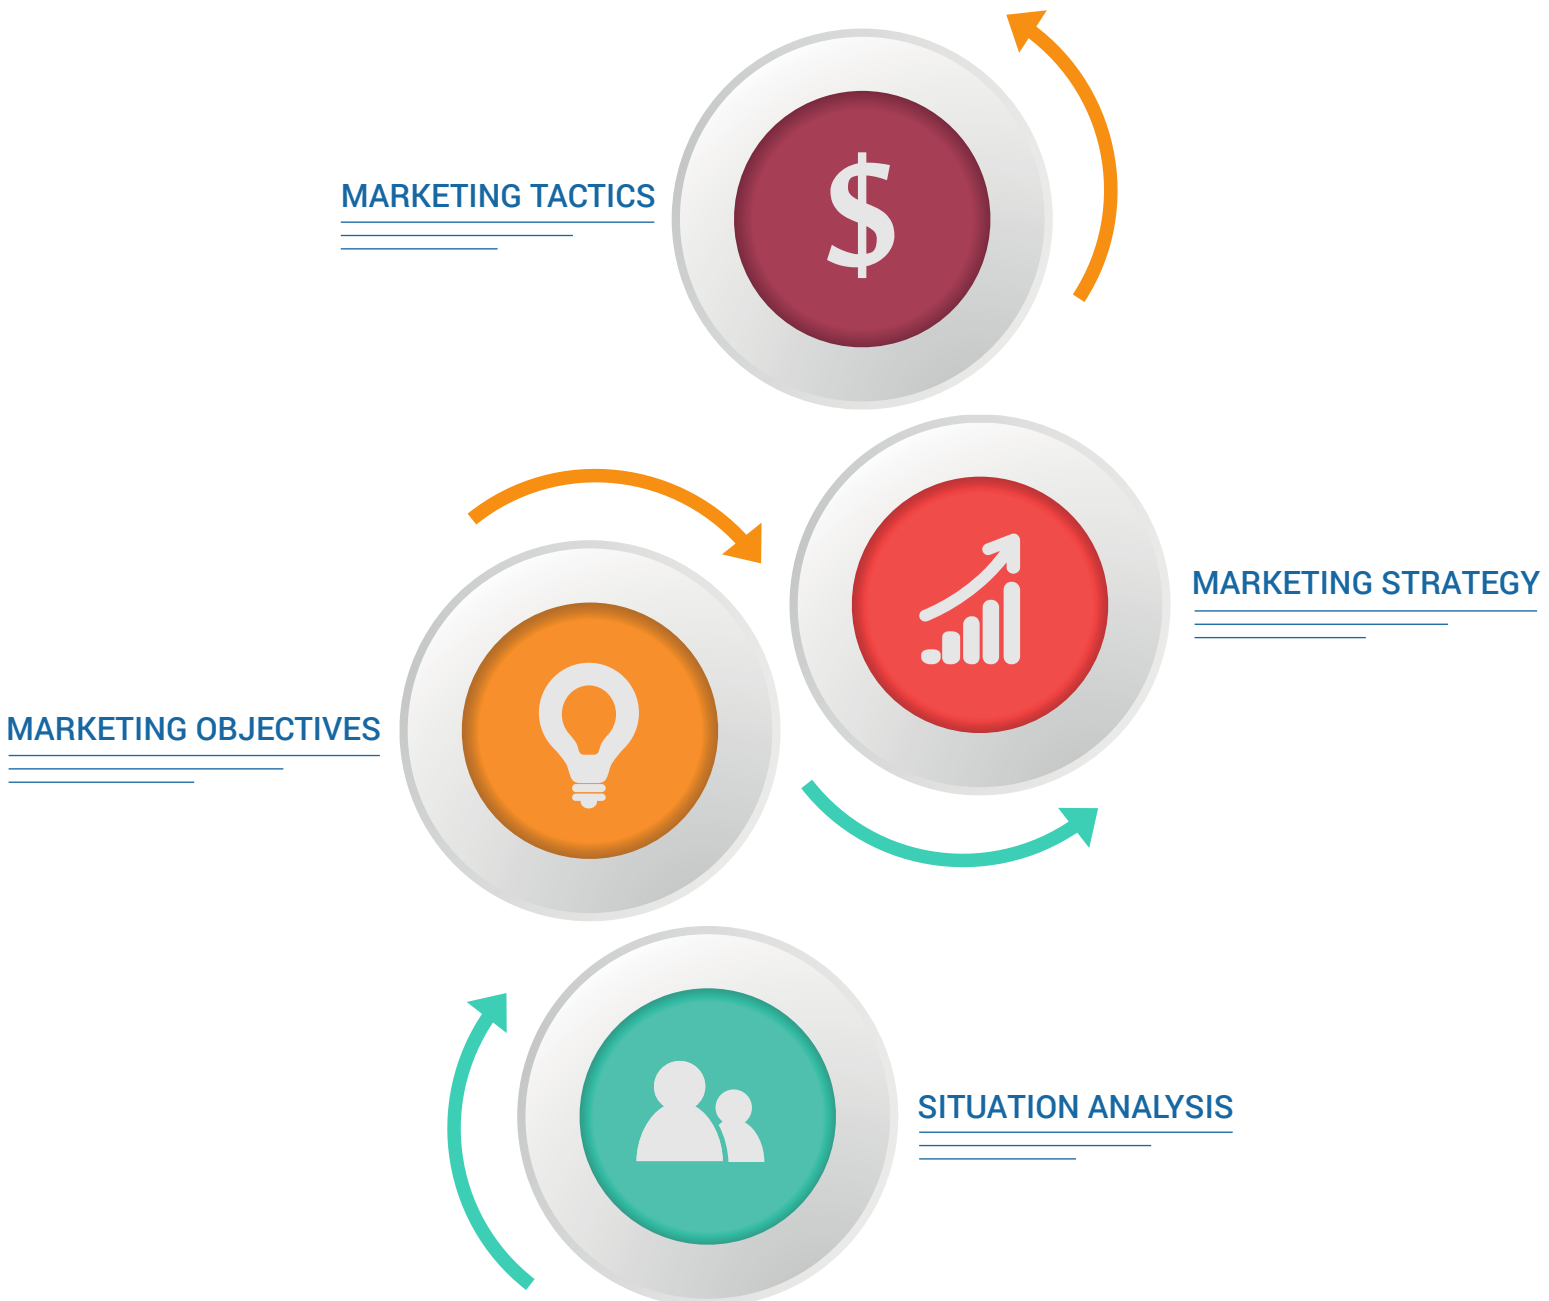 MARKETING TACTICS
MARKETING STRATEGY
MARKETING OBJECTIVES
SITUATION ANALYSIS
$